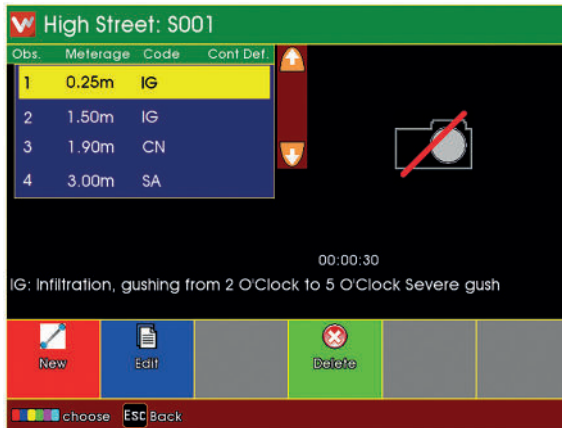 High Street: S001
Obs. Meterage Code Cont Def.
1 0.25m IG
2 1.50m IG
3 1.90m CN
4 3.00m SA
00:00:30
IG: Infiltration, gushing from 2 O'Clock to 5 O'Clock Severe gush
New Edit Delete
choose ESC Back